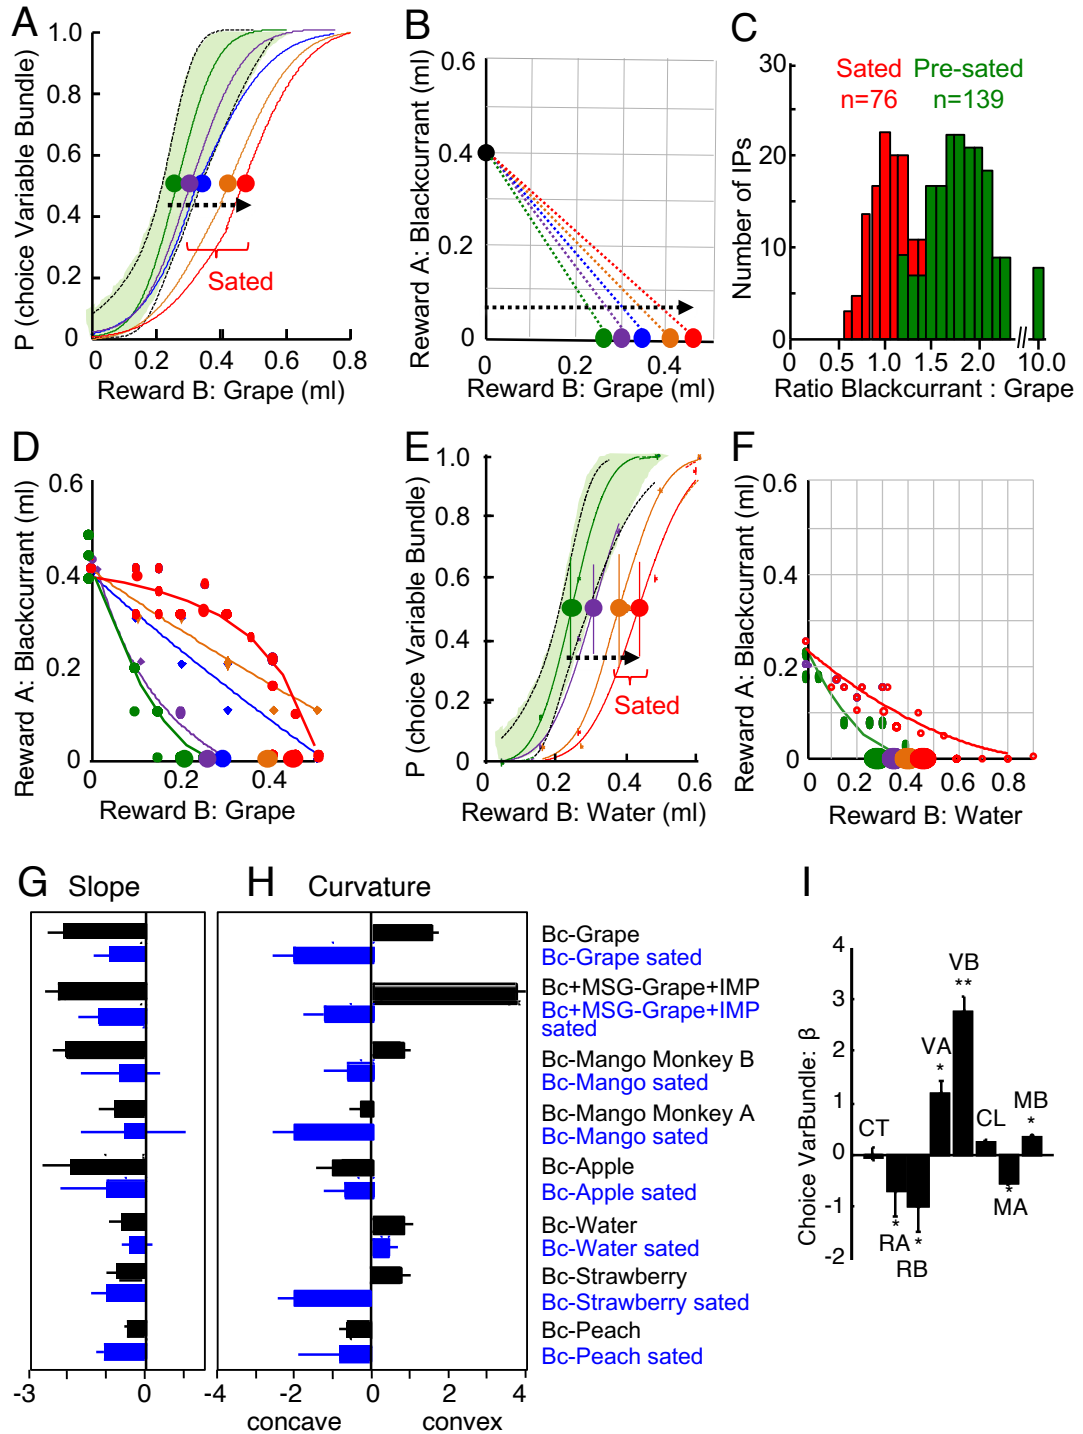 A
P (choice Variable Bundle)
1.0
0.8
0.6
0.4
0.2
0
Sated
0
0.2
0.4
0.6
0.8
Reward B: Grape (ml)
B
Reward A: Blackcurrant (ml)
0.6
0.4
0.2
0
0
0.2
0.4
Reward B: Grape (ml)
C
Number of IPs
30
20
10
0
Sated
n=76
Pre-sated
n=139
0
0.5
1.0
1.5
2.0
10.0
Ratio Blackcurrant : Grape
D
Reward A: Blackcurrant (ml)
0.6
0.4
0.2
0
0
0.2
0.4
Reward B: Grape
E
P (choice Variable Bundle)
1.0
0.8
0.6
0.4
0.2
0
Sated
0
0.2
0.4
0.6
Reward B: Water (ml)
F
Reward A: Blackcurrant (ml)
0.6
0.4
0.2
0
0
0.2
0.4
0.6
0.8
Reward B: Water
G
Slope
-3
0
H
Curvature
-4
-2
0
2
4
concave
convex
Bc-Grape
Bc-Grape sated
Bc+MSG-Grape+IMP
Bc+MSG-Grape+IMP
sated
Bc-Mango Monkey B
Bc-Mango sated
Bc-Mango Monkey A
Bc-Mango sated
Bc-Apple
Bc-Apple sated
Bc-Water
Bc-Water sated
Bc-Strawberry
Bc-Strawberry sated
Bc-Peach
Bc-Peach sated
I
Choice VarBundle: β
4
3
2
1
0
-1
-2
CT
RA
*
RB
*
VA
*
VB
**
CL
MA
*
MB
*